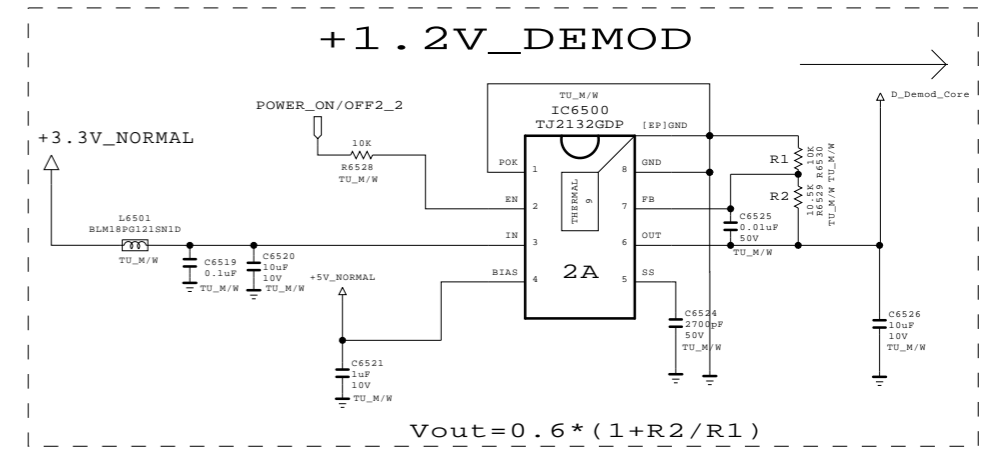 +1.2V_DEMOD
D_Demod_Core
POWER_ON/OFF2_2
TU_M/W
IC6500
TJ2132GDP
+3.3V_NORMAL
10K
R6528
TU_M/W
[EP]GND
POK
1
8
GND
THERMAL
9
EN
2
7
FB
IN
3
6
OUT
BIAS
4
5
SS
2A
R1
10K
R6530
TU_M/W
R2
10.5K
R6529
TU_M/W
L6501
BLM18PG121SN1D
TU_M/W
C6519
0.1uF
TU_M/W
C6520
10uF
10V
TU_M/W
+5V_NORMAL
C6525
0.01uF
50V
TU_M/W
C6524
2700pF
50V
TU_M/W
C6526
10uF
10V
TU_M/W
C6521
1uF
10V
TU_M/W
Vout=0.6*(1+R2/R1)